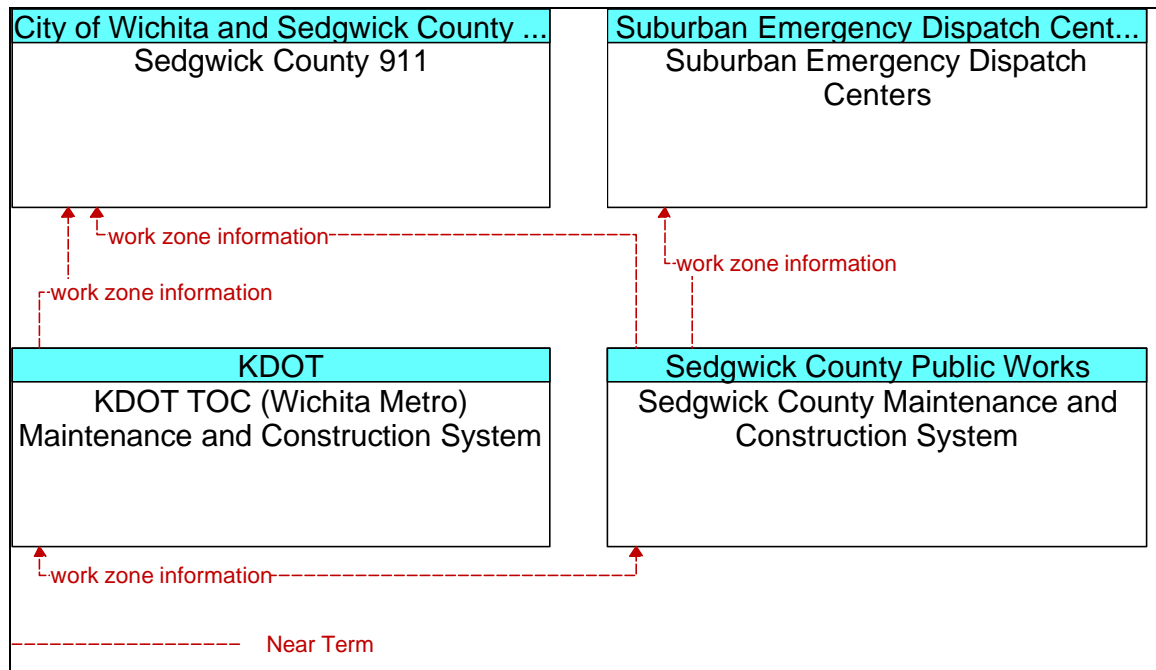 City of Wichita and Sedgwick County ...
Sedgwick County 911
Suburban Emergency Dispatch Cent...
Suburban Emergency Dispatch
Centers
work zone information
work zone information
work zone information
KDOT
KDOT TOC (Wichita Metro)
Maintenance and Construction System
Sedgwick County Public Works
Sedgwick County Maintenance and
Construction System
work zone information
Near Term